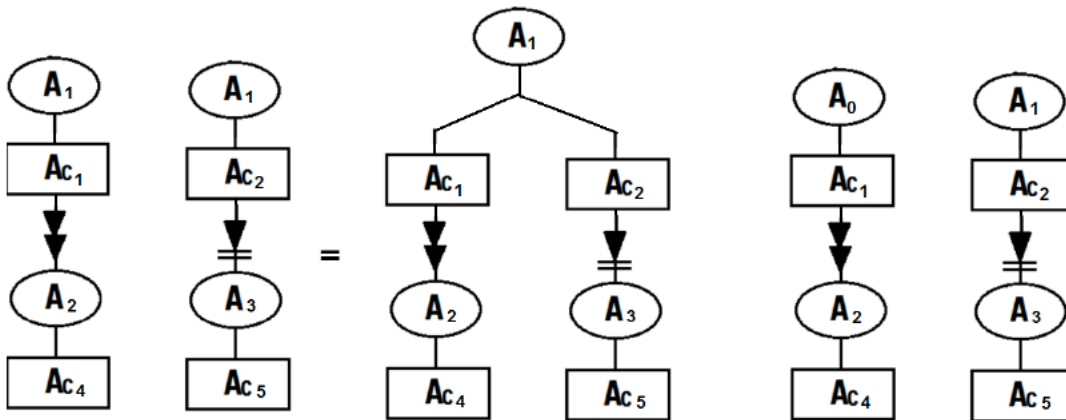 A₁ A₁ A₁ A₀ A₁
Ac₁ Ac₂ Ac₁ Ac₂ Ac₁ Ac₂
=
A₂ A₃ A₂ A₃ A₂ A₃
Ac₄ Ac₅ Ac₄ Ac₅ Ac₄ Ac₅